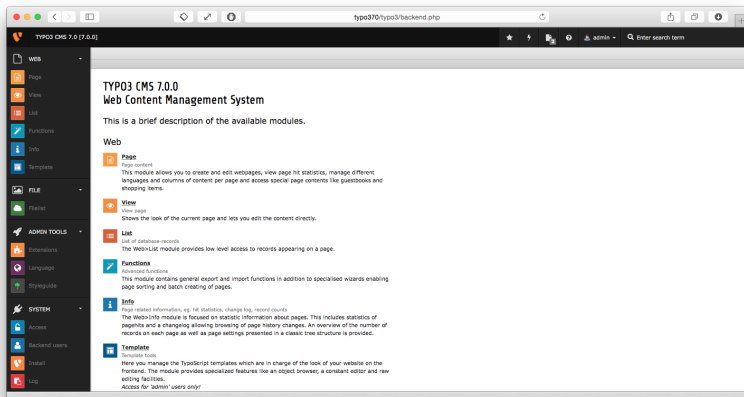 typo370/typo3/backend.php
TYPO3 CMS 7.0.0 [7.0.0]
admin
Enter search term
WEB
Page
View
List
Functions
Info
Template
FILE
Filelist
ADMIN TOOLS
Extensions
Language
Styleguide
SYSTEM
Access
Backend users
Install
Log
TYPO3 CMS 7.0.0
Web Content Management System
This is a brief description of the available modules.
Web
Page
Page content
This module allows you to create and edit webpages, view page hit statistics, manage different
languages and columns of content per page and access special page contents like guestbooks and
shopping items.
View
View page
Shows the look of the current page and lets you edit the content directly.
List
List of database-records
The Web>List module provides low level access to records appearing on a page.
Functions
Advanced functions
This module contains general export and import functions in addition to specialised wizards enabling
page sorting and batch creating of pages.
Info
Page related information, eg. hit statistics, change log, record counts
The Web>Info module is focused on statistic information about pages. This includes statistics of
pagehits and a changelog allowing browsing of page history changes. An overview of the number of
records on each page as well as page settings presented in a classic tree structure is provided.
Template
Template tools
Here you manage the TypoScript templates which are in charge of the look of your website on the
frontend. The module provides specialized features like an object browser, a constant editor and raw
editing facilities.
Access for 'admin' users only!